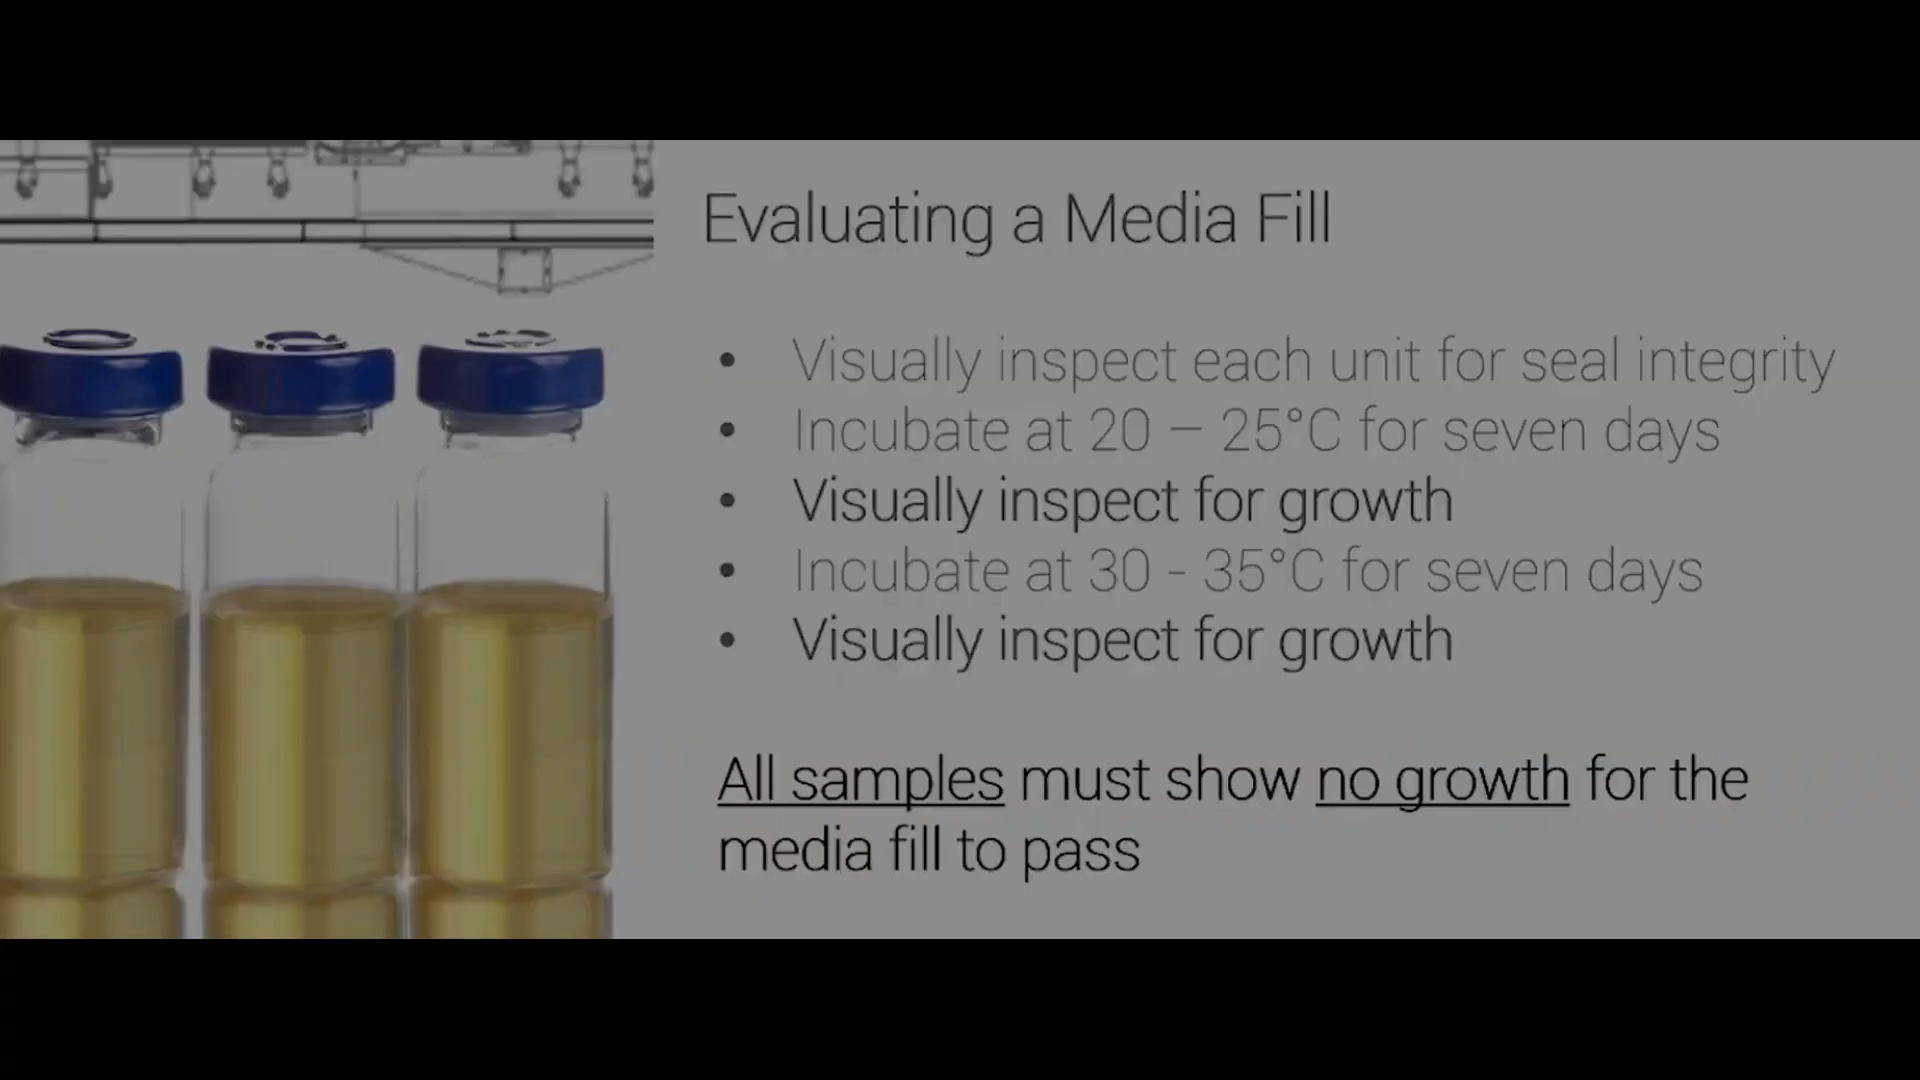 Evaluating a Media Fill
• Visually inspect each unit for seal integrity
• Incubate at 20 – 25°C for seven days
• Visually inspect for growth
• Incubate at 30 - 35°C for seven days
• Visually inspect for growth
All samples must show no growth for the
media fill to pass